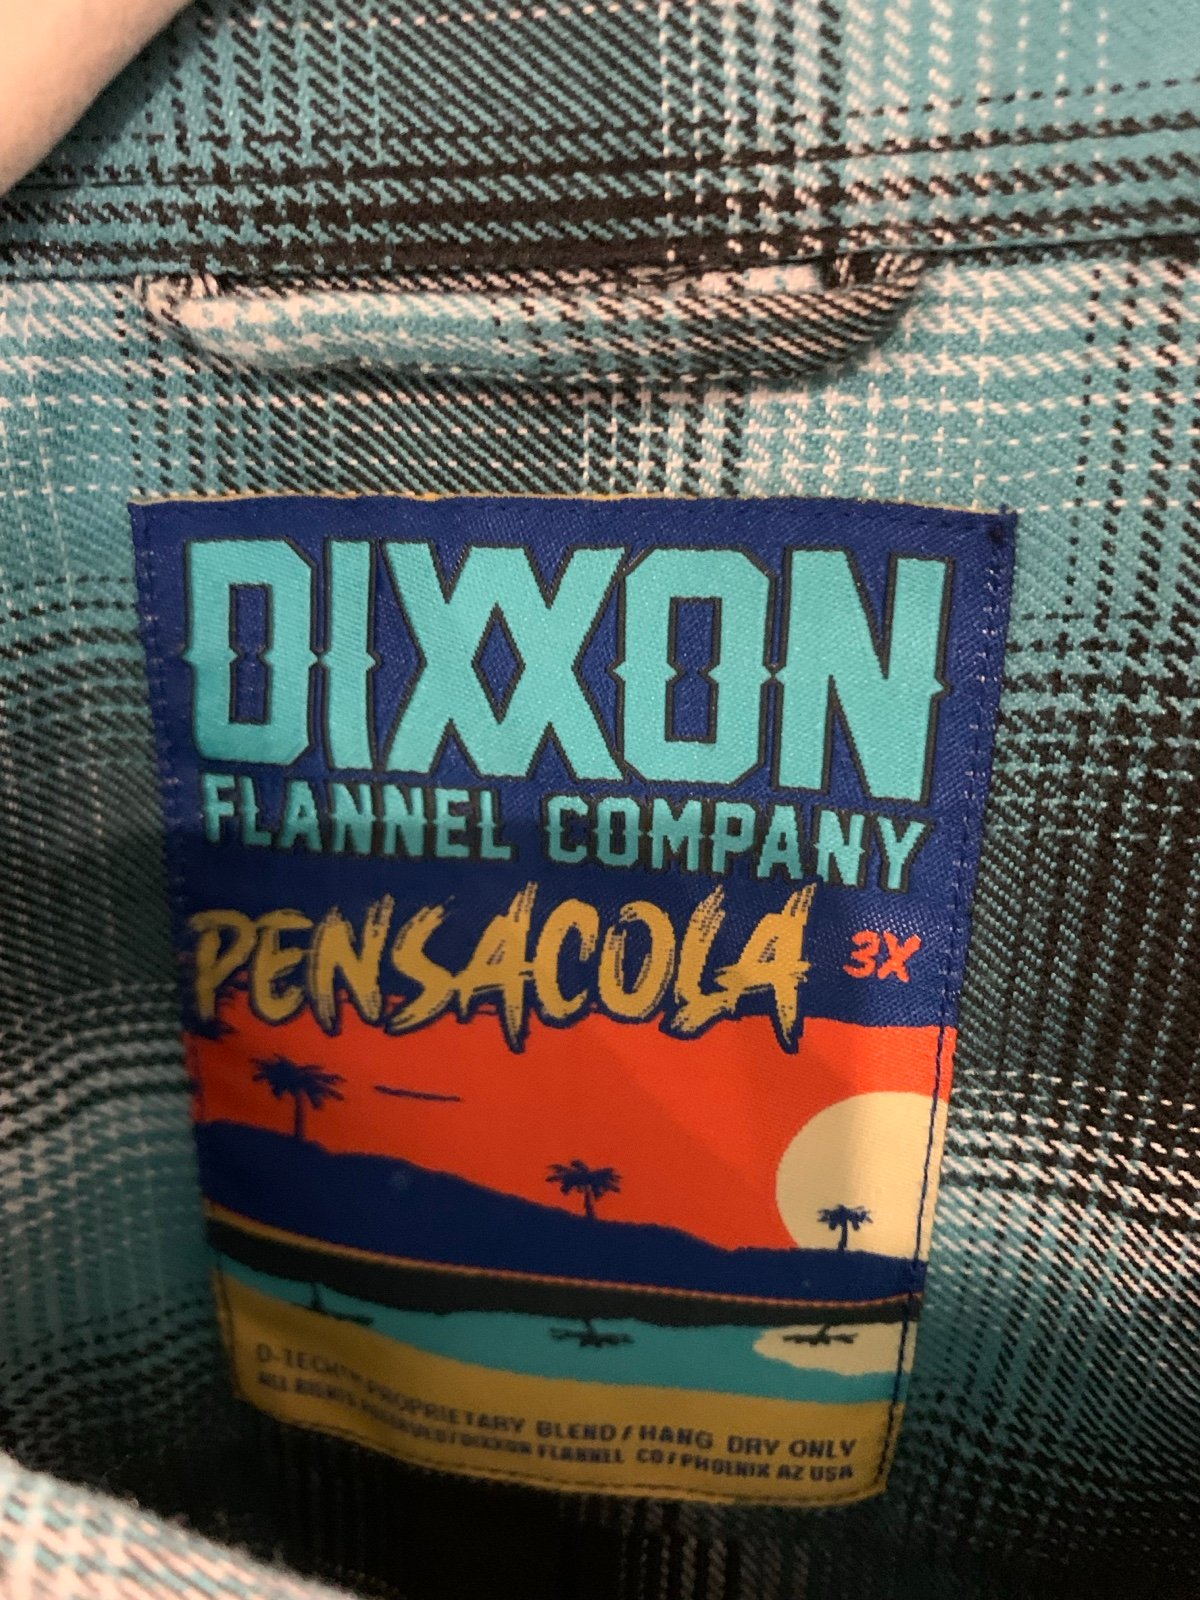 DIXXON
FLANNEL COMPANY
PENSACOLA 3X
D-TECH™ PROPRIETARY BLEND/HANG DRY ONLY
ALL RIGHTS RESERVED/DIXXON FLANNEL CO/PHOENIX AZ USA